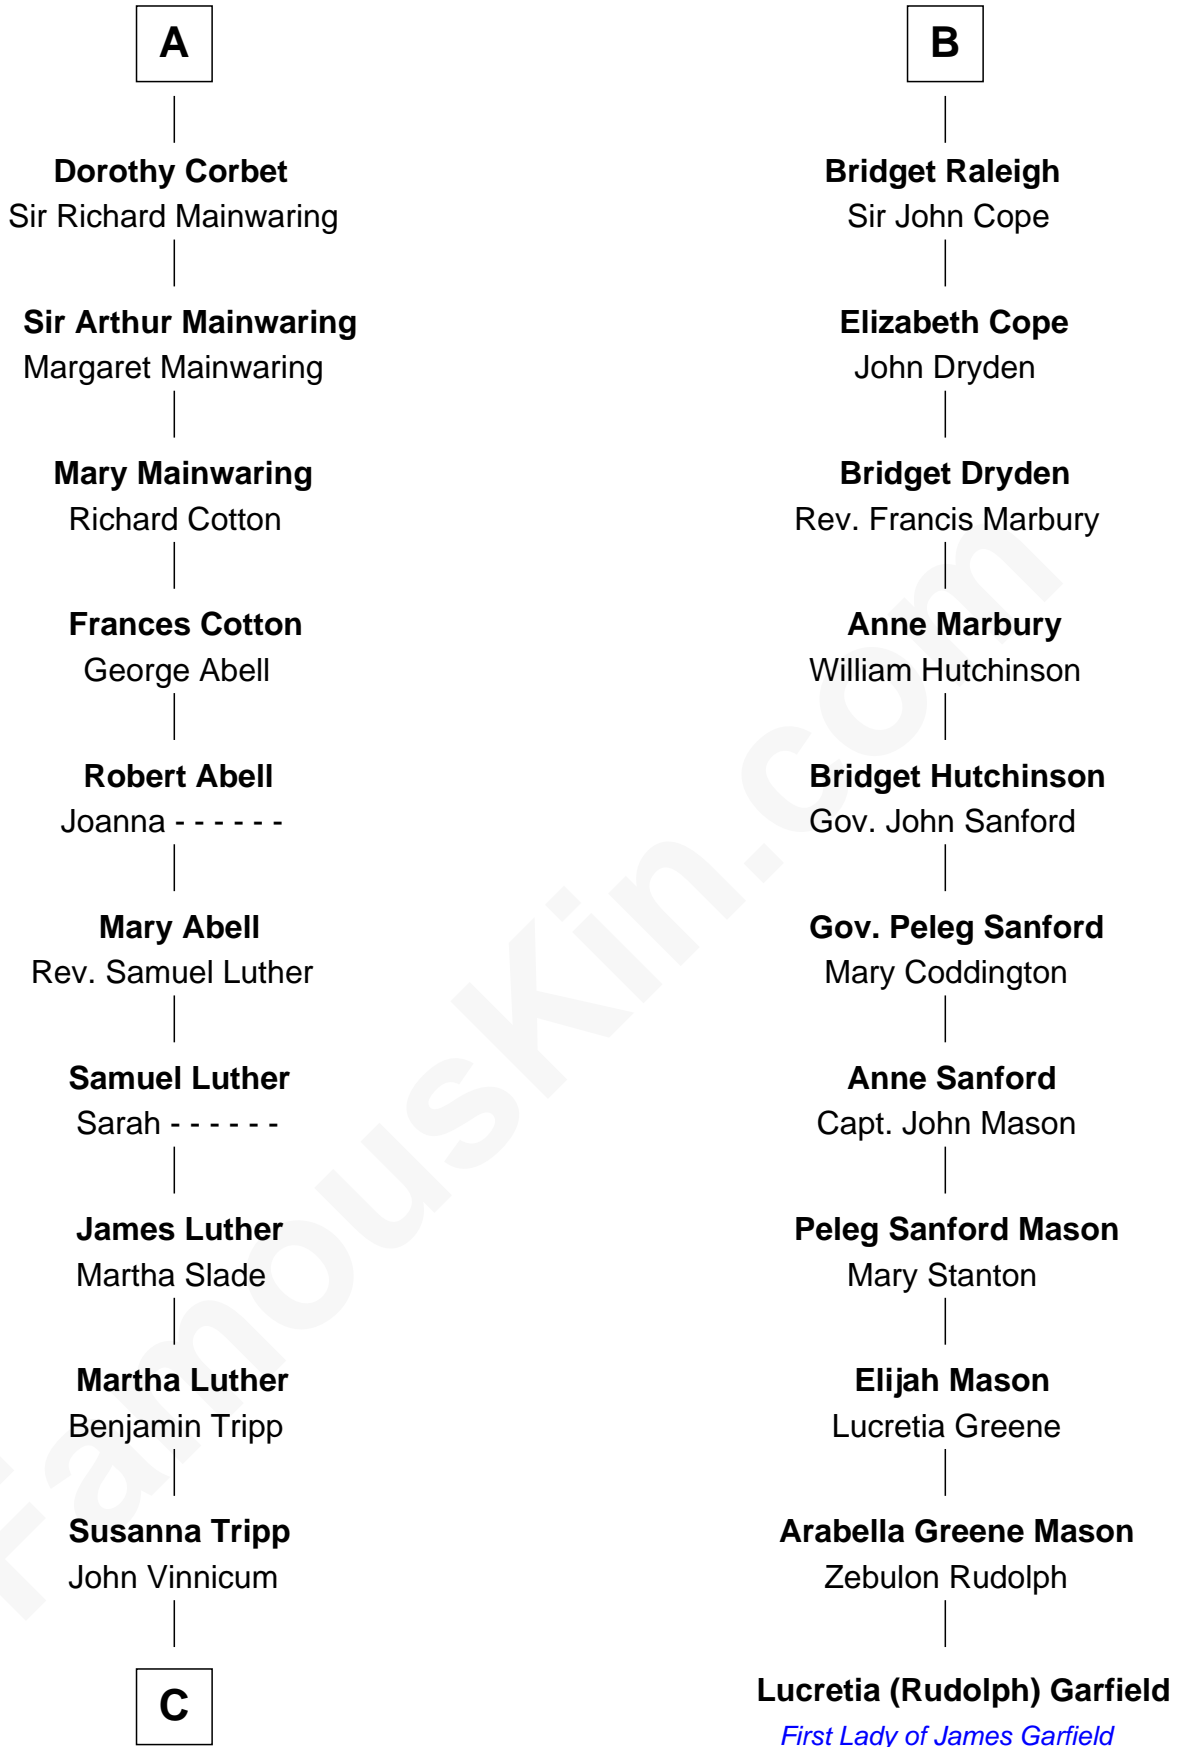 A
Dorothy Corbet
Sir Richard Mainwaring
Sir Arthur Mainwaring
Margaret Mainwaring
Mary Mainwaring
Richard Cotton
Frances Cotton
George Abell
Robert Abell
Joanna - - - - - -
Mary Abell
Rev. Samuel Luther
Samuel Luther
Sarah - - - - - -
James Luther
Martha Slade
Martha Luther
Benjamin Tripp
Susanna Tripp
John Vinnicum
C
B
Bridget Raleigh
Sir John Cope
Elizabeth Cope
John Dryden
Bridget Dryden
Rev. Francis Marbury
Anne Marbury
William Hutchinson
Bridget Hutchinson
Gov. John Sanford
Gov. Peleg Sanford
Mary Coddington
Anne Sanford
Capt. John Mason
Peleg Sanford Mason
Mary Stanton
Elijah Mason
Lucretia Greene
Arabella Greene Mason
Zebulon Rudolph
Lucretia (Rudolph) Garfield
First Lady of James Garfield
FamousKin.com